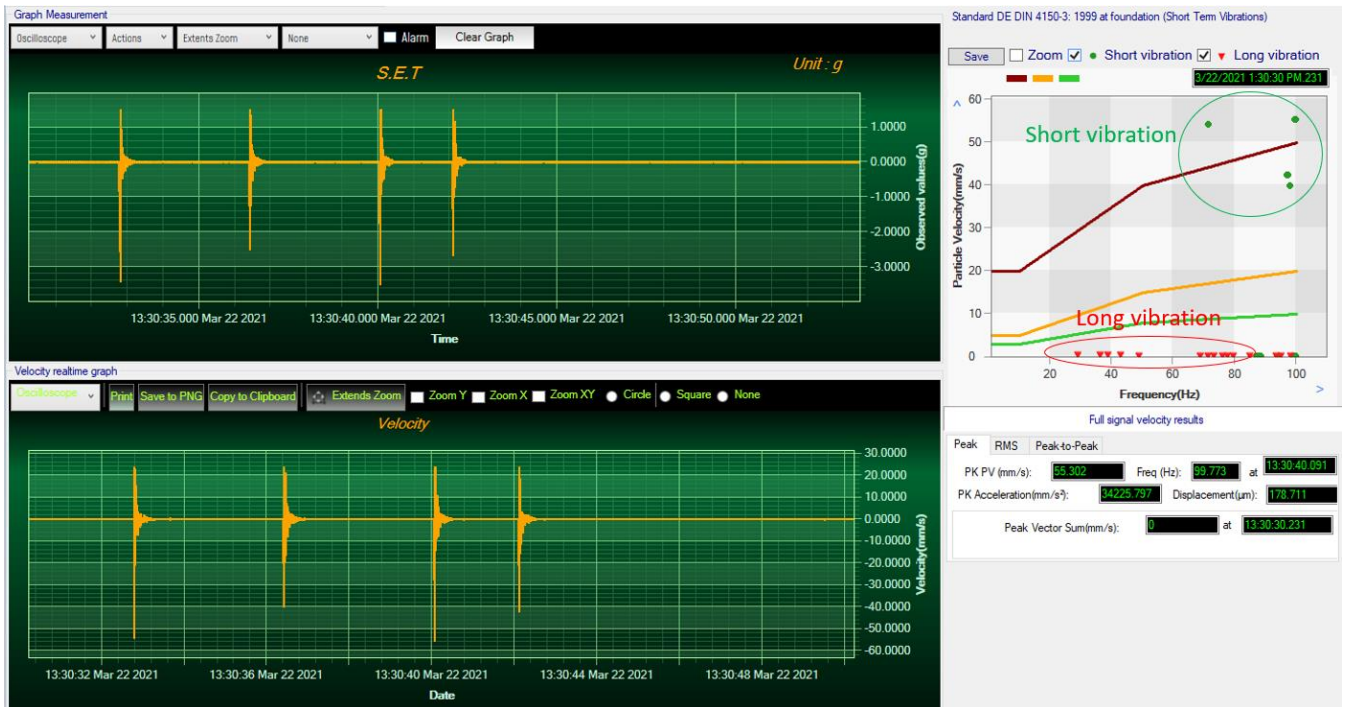 Graph Measurement
Oscilloscope Actions Extents Zoom None Alarm Clear Graph
S.E.T
Unit : g
1.0000
0.0000
-1.0000
-2.0000
-3.0000
Observed values(g)
13:30:35.000 Mar 22 2021 13:30:40.000 Mar 22 2021 13:30:45.000 Mar 22 2021 13:30:50.000 Mar 22 2021
Time
Velocity realtime graph
Oscilloscope Print Save to PNG Copy to Clipboard Extends Zoom Zoom Y Zoom X Zoom XY Circle Square None
Velocity
30.0000
20.0000
10.0000
0.0000
-10.0000
-20.0000
-30.0000
-40.0000
-50.0000
-60.0000
Velocity(mm/s)
13:30:32 Mar 22 2021 13:30:36 Mar 22 2021 13:30:40 Mar 22 2021 13:30:44 Mar 22 2021 13:30:48 Mar 22 2021
Date
Standard DE DIN 4150-3: 1999 at foundation (Short Term Vibrations)
Save Zoom Short vibration Long vibration
3/22/2021 1:30:30 PM.231
60
50
40
30
20
10
0
Particle Velocity(mm/s)
Short vibration
Long vibration
20 40 60 80 100
Frequency(Hz)
Full signal velocity results
Peak RMS Peak-to-Peak
PK PV (mm/s): 55.302 Freq (Hz): 99.773 at 13:30:40.091
PK Acceleration(mm/s²): 34225.797 Displacement(µm): 178.711
Peak Vector Sum(mm/s): 0 at 13:30:30.231